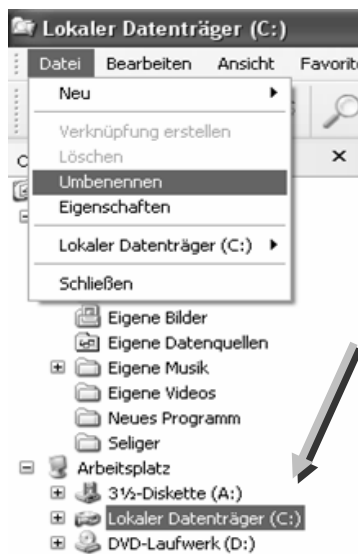 Lokaler Datenträger (C:)
Datei Bearbeiten Ansicht Favorit
Neu
Verknüpfung erstellen
Löschen
Umbenennen
Eigenschaften
Lokaler Datenträger (C:)
Schließen
Eigene Bilder
Eigene Datenquellen
Eigene Musik
Eigene Videos
Neues Programm
Seliger
Arbeitsplatz
3½-Diskette (A:)
Lokaler Datenträger (C:)
DVD-Laufwerk (D:)